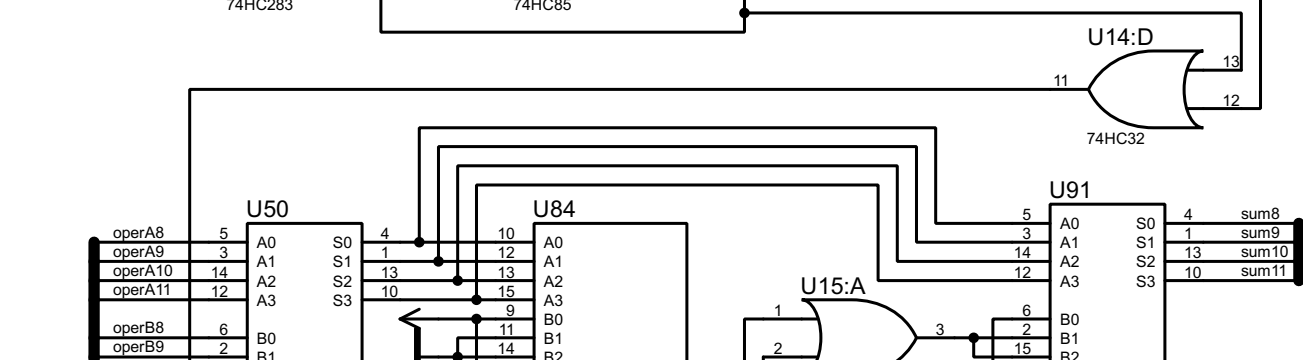 74HC283 74HC85
U14:D
13
11
12
74HC32
U50 U84 U91
operA8 5 A0 S0 4 10 A0 5 A0 S0 4 sum8
operA9 3 A1 S1 1 12 A1 3 A1 S1 1 sum9
operA10 14 A2 S2 13 13 A2 14 A2 S2 13 sum10
operA11 12 A3 S3 10 15 A3 12 A3 S3 10 sum11
U15:A
operB8 6 B0 9 B0 1 6 B0
operB9 2 B1 11 B1 3 2 B1
14 B2 2 15 B2